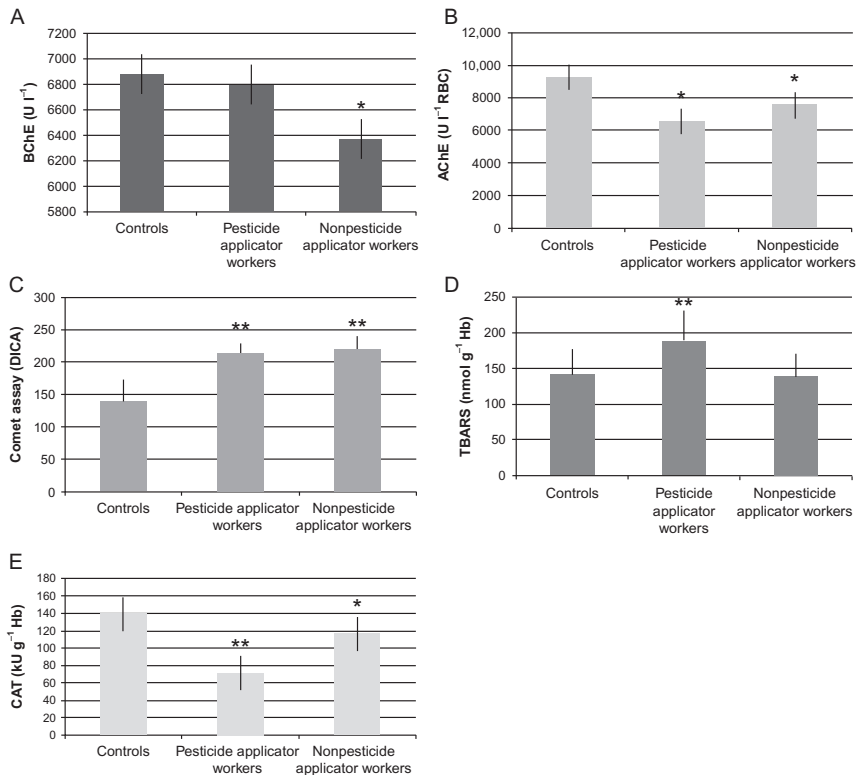 A
BChE (U l⁻¹)
7200
7000
6800
6600
6400
6200
6000
5800
*
Controls
Pesticide
applicator
workers
Nonpesticide
applicator workers
B
AChE (U l⁻¹ RBC)
12,000
10,000
8000
6000
4000
2000
0
*
*
Controls
Pesticide
applicator workers
Nonpesticide
applicator workers
C
Comet assay (DICA)
300
250
200
150
100
50
0
**
**
Controls
Pesticide applicator
workers
Nonpesticide
applicator workers
D
TBARS (nmol g⁻¹ Hb)
250
200
150
100
50
0
**
Controls
Pesticide
applicator
workers
Nonpesticide
applicator workers
E
CAT (kU g⁻¹ Hb)
180
160
140
120
100
80
60
40
20
0
**
*
Controls
Pesticide applicator
workers
Nonpesticide
applicator workers